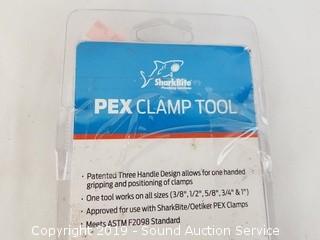 SharkBite
Plumbing Solutions
PEX CLAMP TOOL
• Patented Three Handle Design allows for one handed
gripping and positioning of clamps
• One tool works on all sizes (3/8", 1/2", 5/8", 3/4" & 1")
• Approved for use with SharkBite/Oetiker PEX Clamps
• Meets ASTM F2098 Standard
Copyright 2019 - Sound Auction Service